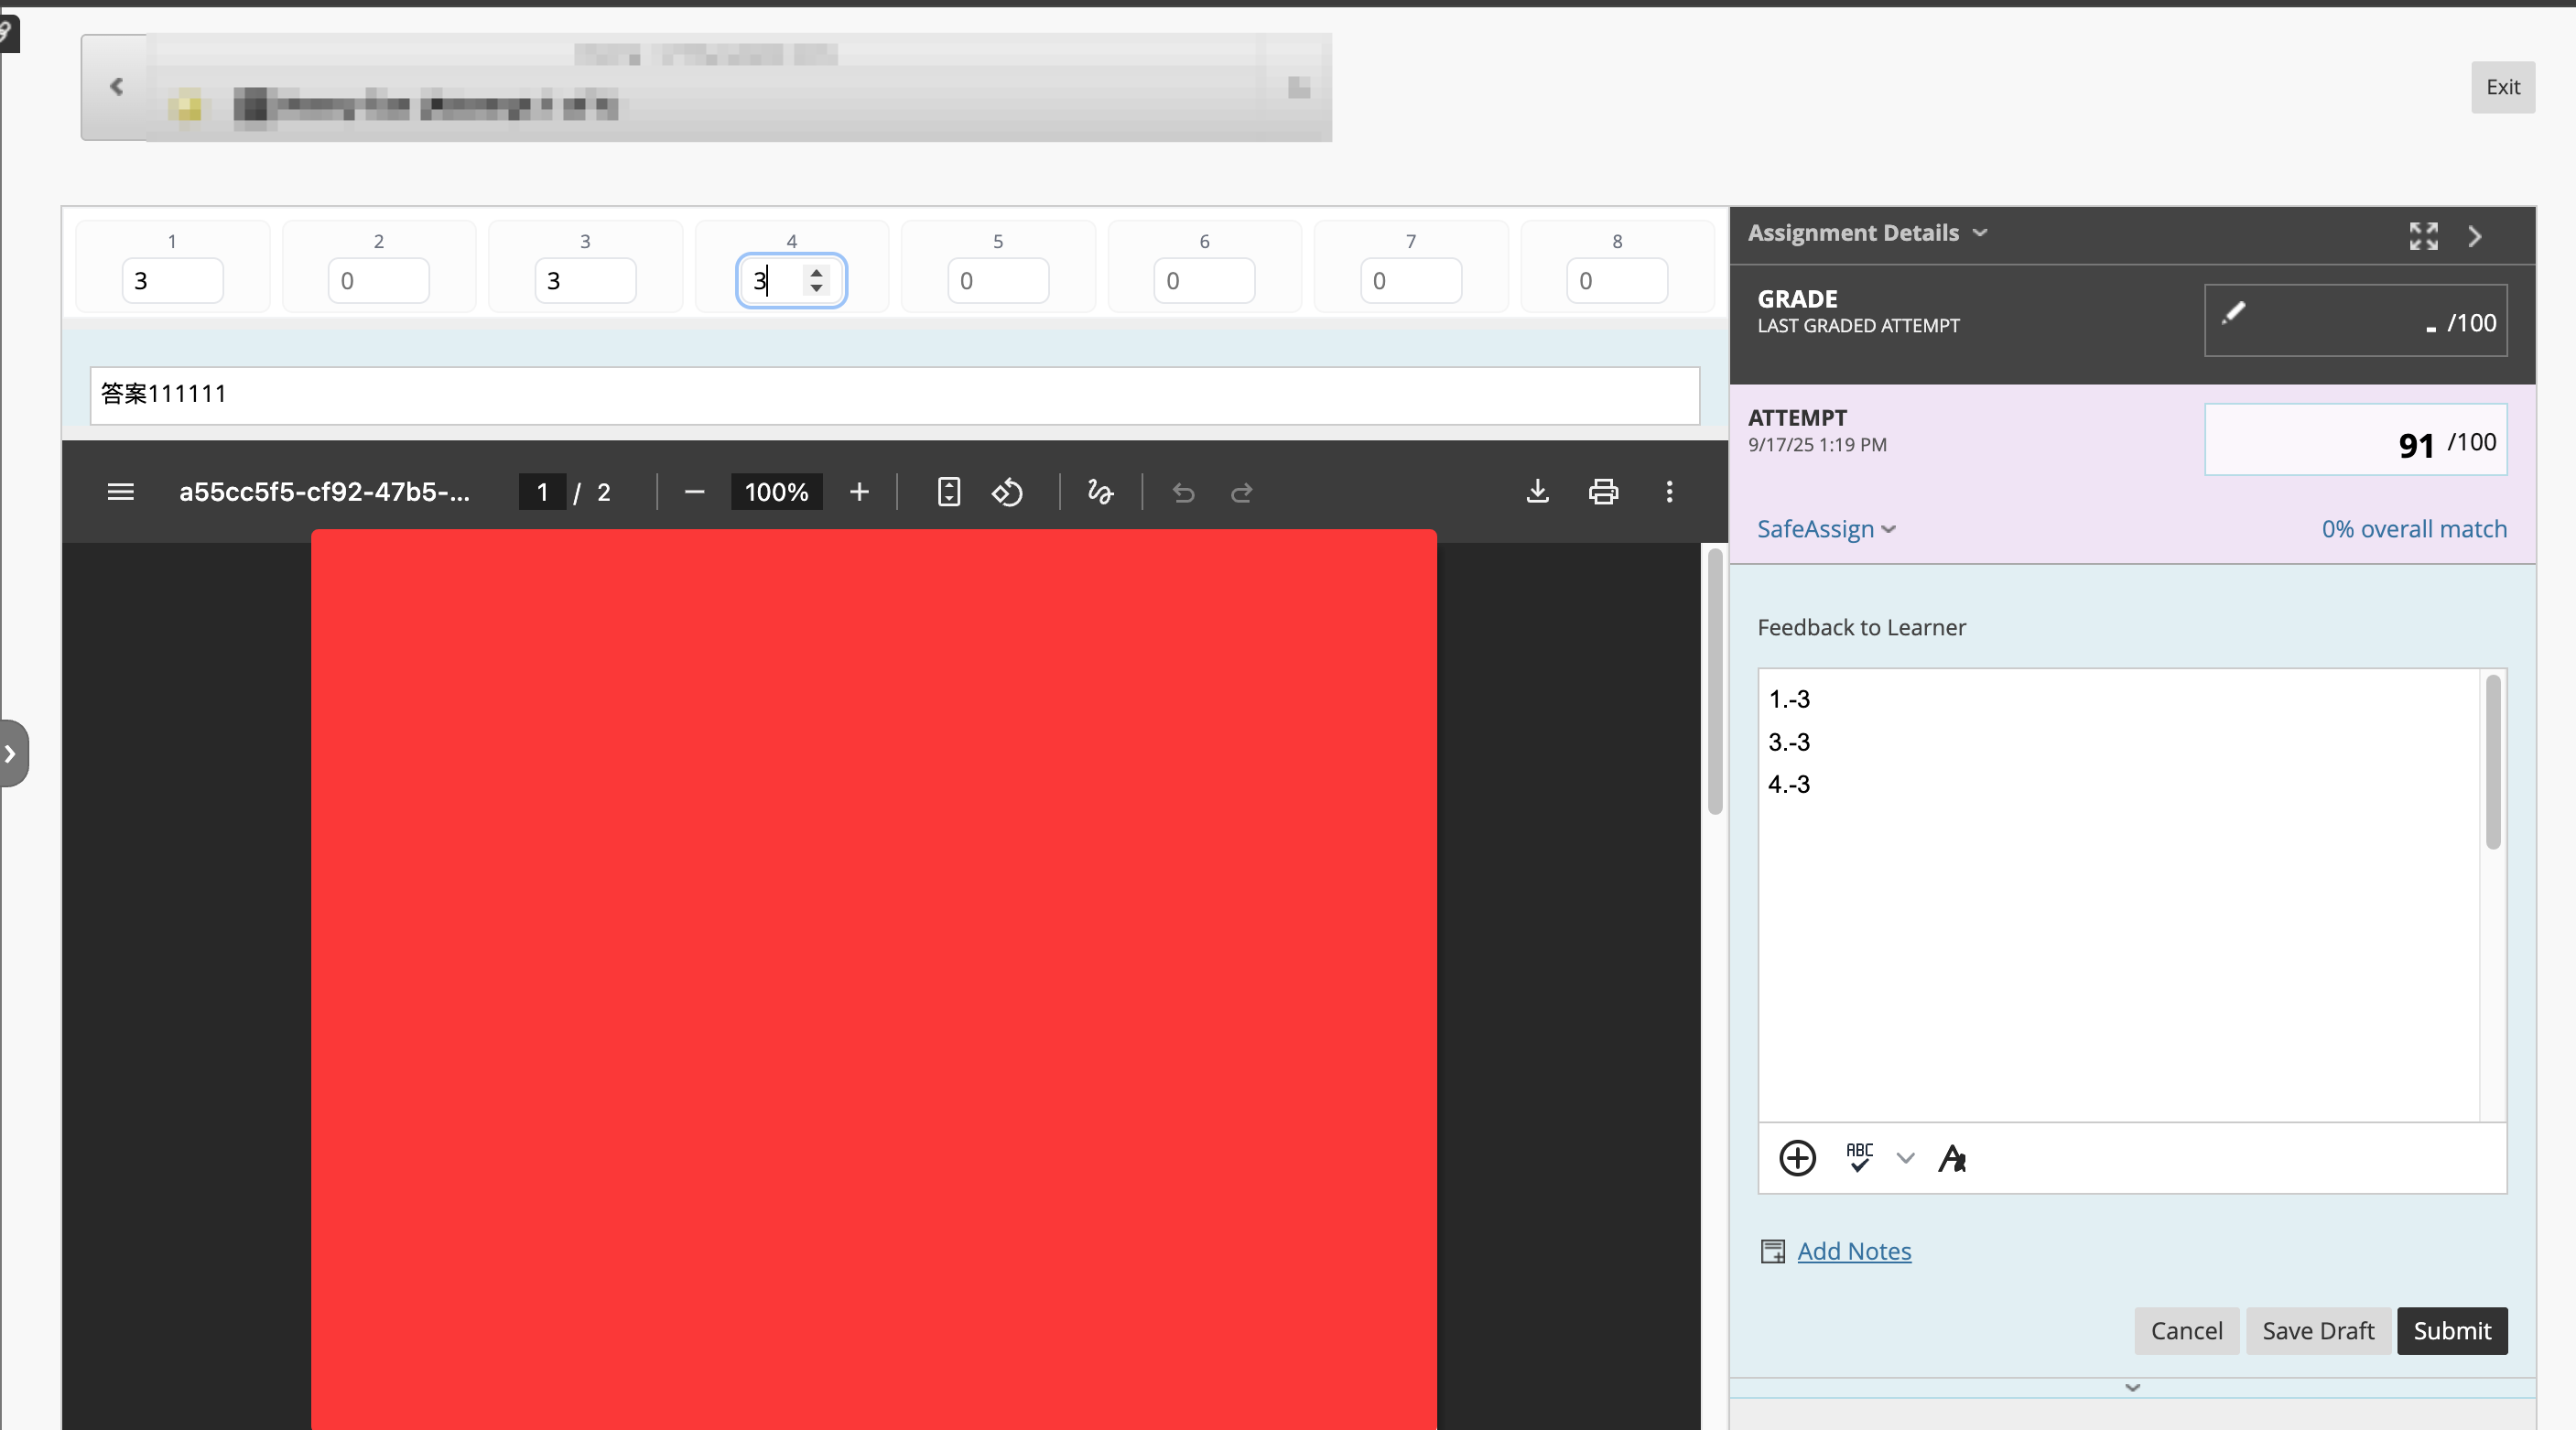 Exit
1 2 3 4 5 6 7 8
3 0 3 3 0 0 0 0
答案111111
a55cc5f5-cf92-47b5-... 1 / 2 100%
Assignment Details
GRADE
LAST GRADED ATTEMPT
- /100
ATTEMPT
9/17/25 1:19 PM
91 /100
SafeAssign 0% overall match
Feedback to Learner
1.-3
3.-3
4.-3
ABC
Add Notes
Cancel Save Draft Submit